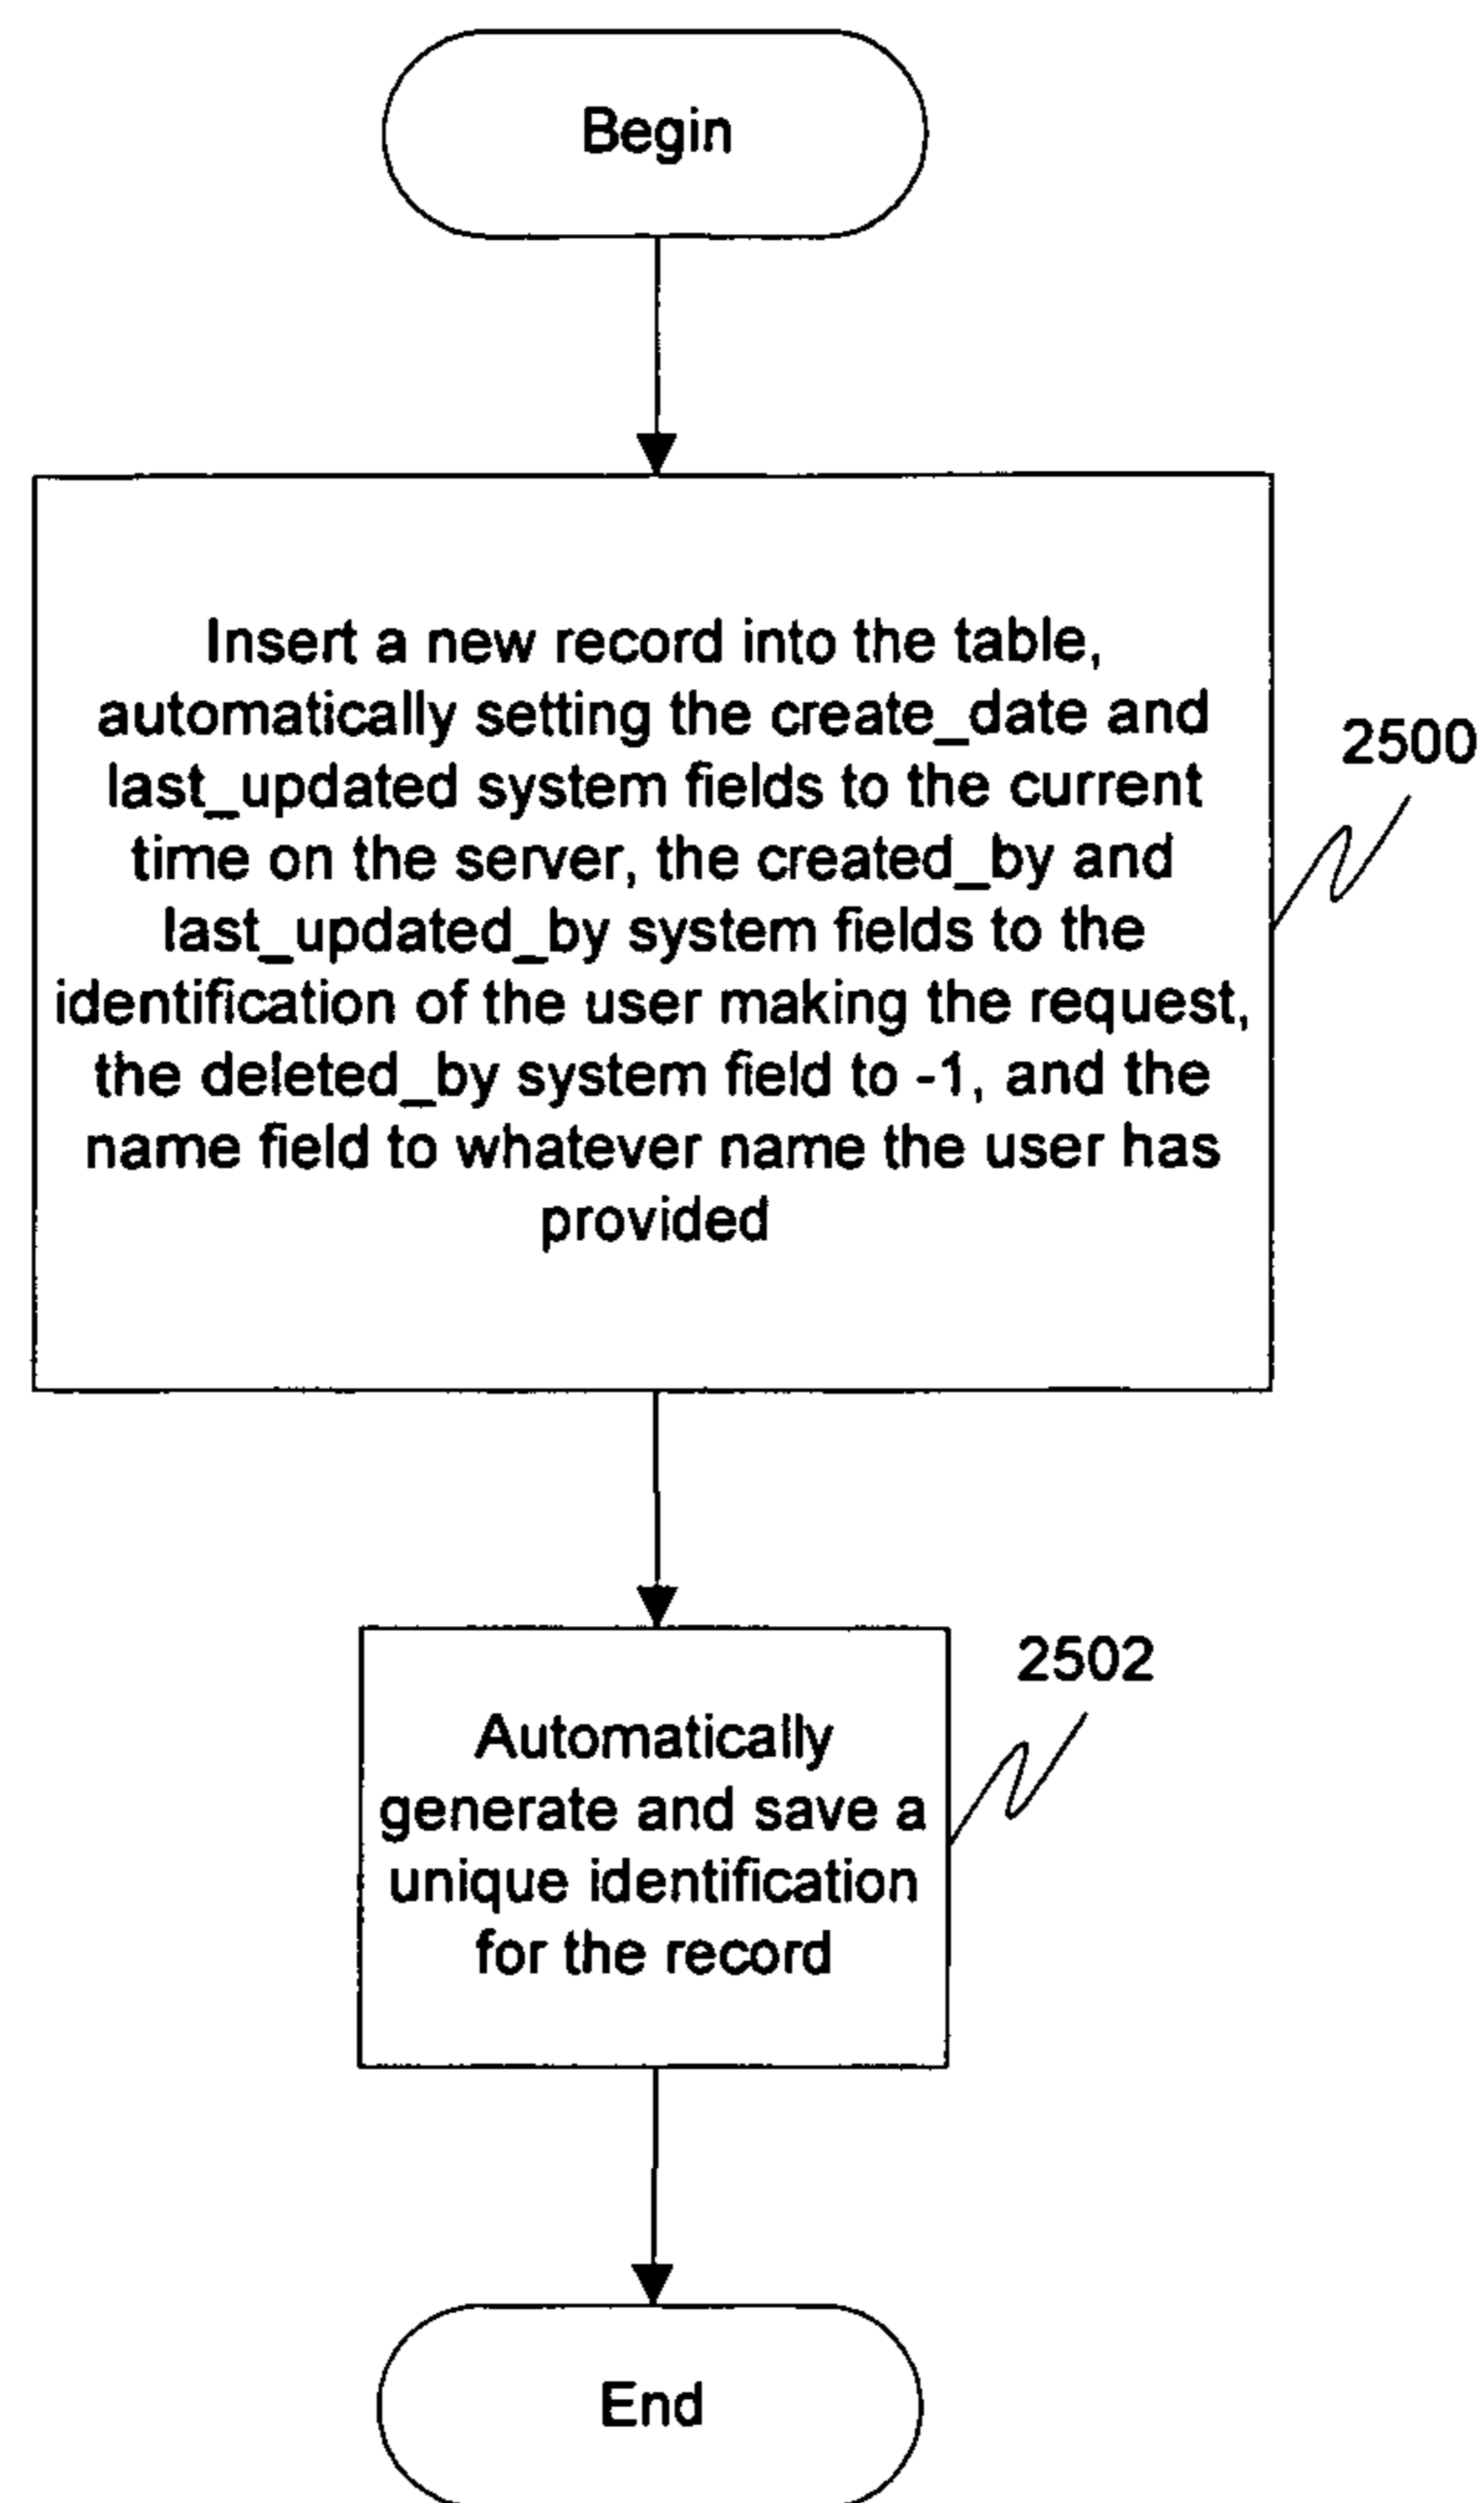 Begin
Insert a new record into the table,
automatically setting the create_date and
last_updated system fields to the current
time on the server, the created_by and
last_updated_by system fields to the
identification of the user making the request,
the deleted_by system field to -1, and the
name field to whatever name the user has
provided
2500
Automatically
generate and save a
unique identification
for the record
2502
End